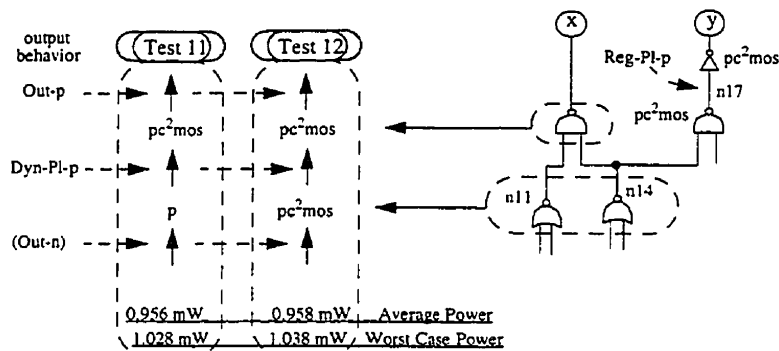 output
behavior
Test 11
Test 12
x
y
Out-p
Reg-Pl-p
pc²mos
n17
pc²mos
pc²mos
pc²mos
Dyn-Pl-p
n11
n14
p
pc²mos
(Out-n)
0.956 mW 0.958 mW Average Power
1.028 mW 1.038 mW Worst Case Power